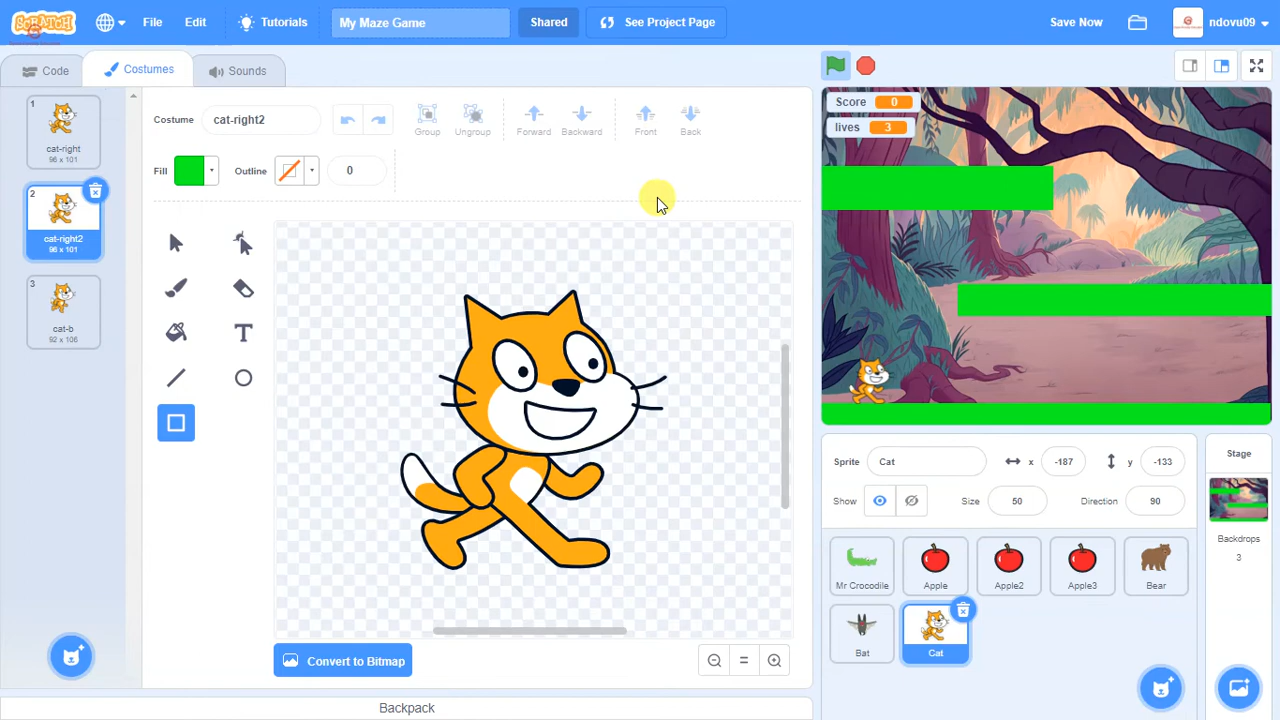 SCRATCH File Edit Tutorials My Maze Game Shared See Project Page Save Now ndovu09
Code Costumes Sounds
1
cat-right
96 x 101
2
cat-right2
96 x 101
3
cat-b
92 x 106
Costume cat-right2 Group Ungroup Forward Backward Front Back
Fill Outline 0
T
Convert to Bitmap
Backpack
Score 0
lives 3
Sprite Cat x -187 y -133
Show Size 50 Direction 90
Mr Crocodile Apple Apple2 Apple3 Bear
Bat Cat
Stage
Backdrops
3